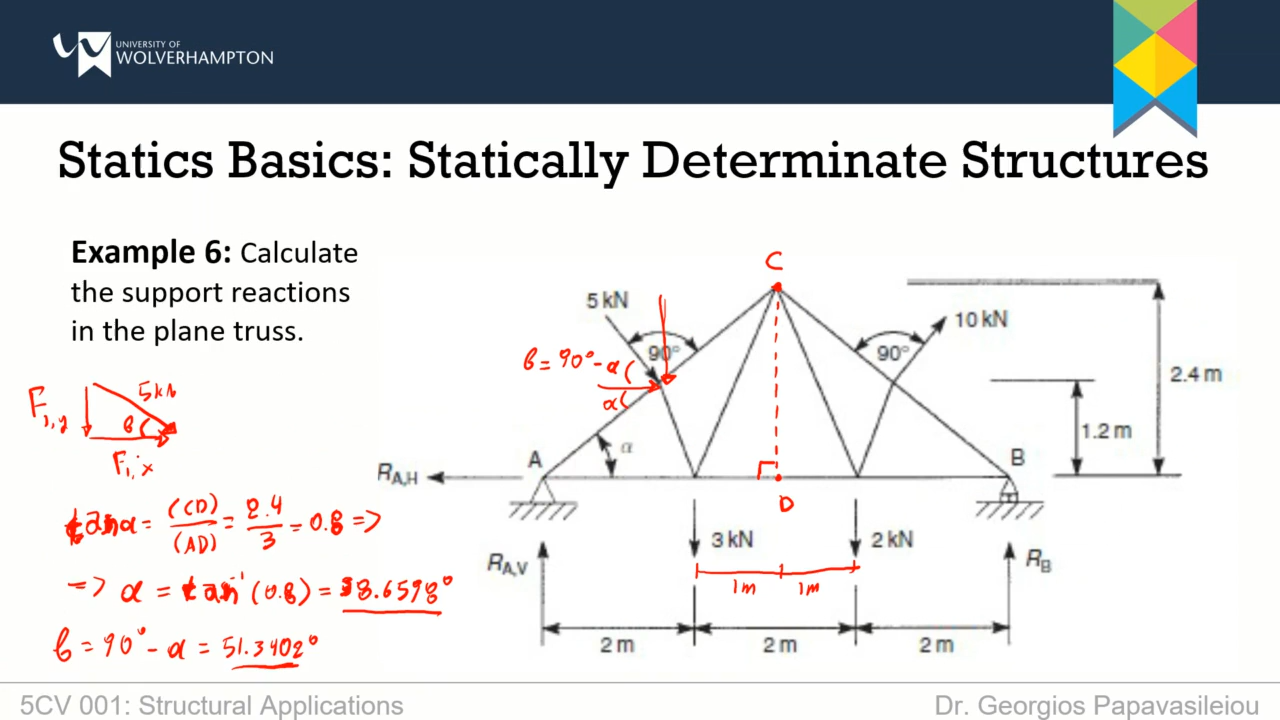 UNIVERSITY OF
WOLVERHAMPTON
Statics Basics: Statically Determinate Structures
Example 6: Calculate
the support reactions
in the plane truss.
C
5 kN
90°
90°
10 kN
2.4 m
1.2 m
β = 90° - α
α
5 kN
F₁,y
β
F₁,x
A
α
B
R_A,H
D
tanα = (CD)/(AD) = 2.4/3 = 0.8 =>
=> α = tan⁻¹(0.8) = 38.6598°
β = 90° - α = 51.3402°
3 kN
2 kN
R_A,V
R_B
1m
1m
2 m
2 m
2 m
5CV 001: Structural Applications
Dr. Georgios Papavasileiou